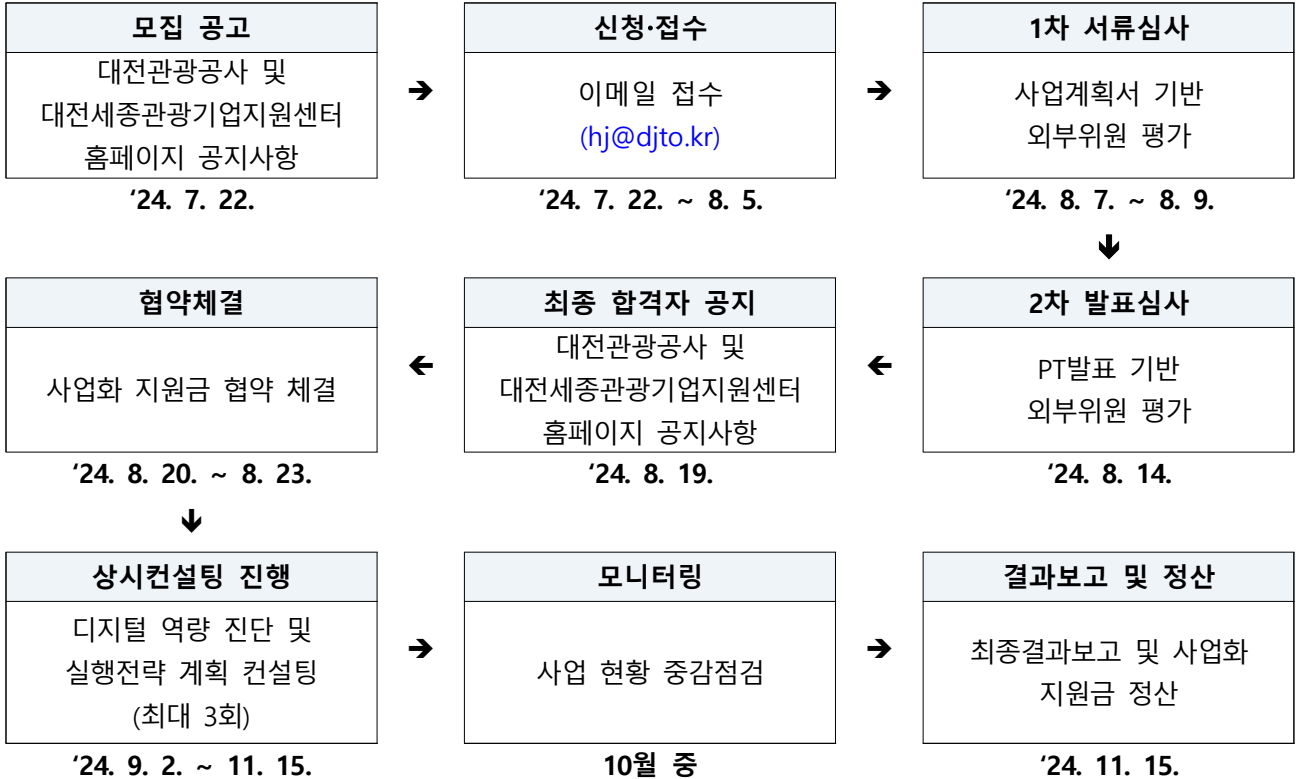 모집 공고
대전관광공사 및
대전세종관광기업지원센터
홈페이지 공지사항
‘24. 7. 22.
➔
신청·접수
이메일 접수
(hj@djto.kr)
‘24. 7. 22. ~ 8. 5.
➔
1차 서류심사
사업계획서 기반
외부위원 평가
‘24. 8. 7. ~ 8. 9.
🡫
2차 발표심사
PT발표 기반
외부위원 평가
‘24. 8. 14.
🡨
최종 합격자 공지
대전관광공사 및
대전세종관광기업지원센터
홈페이지 공지사항
‘24. 8. 19.
🡨
협약체결
사업화 지원금 협약 체결
‘24. 8. 20. ~ 8. 23.
🡫
상시컨설팅 진행
디지털 역량 진단 및
실행전략 계획 컨설팅
(최대 3회)
‘24. 9. 2. ~ 11. 15.
➔
모니터링
사업 현황 중감점검
10월 중
➔
결과보고 및 정산
최종결과보고 및 사업화
지원금 정산
‘24. 11. 15.